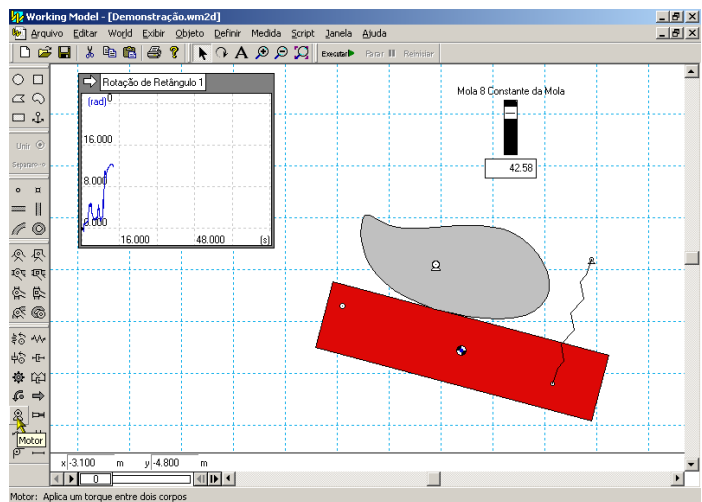 Working Model - [Demonstração.wm2d]
Arquivo Editar World Exibir Objeto Definir Medida Script Janela Ajuda
Executar Parar Reiniciar
Rotação de Retângulo 1
(rad) 0
16.000
8.000
0.000
16.000 48.000 (s)
Mola 8 Constante da Mola
42.58
Unir
Separar
Motor
x -3.100 m y -4.800 m
0
Motor: Aplica um torque entre dois corpos